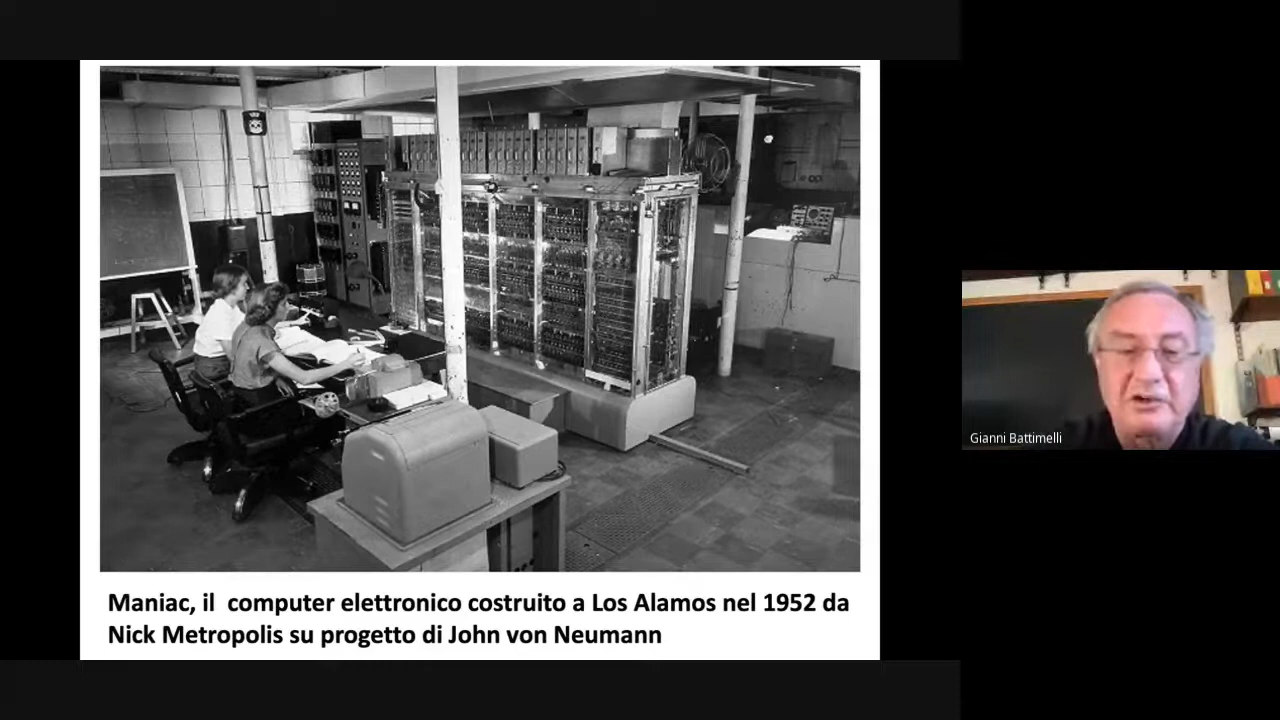 Maniac, il  computer elettronico costruito a Los Alamos nel 1952 da
Nick Metropolis su progetto di John von Neumann
Gianni Battimelli